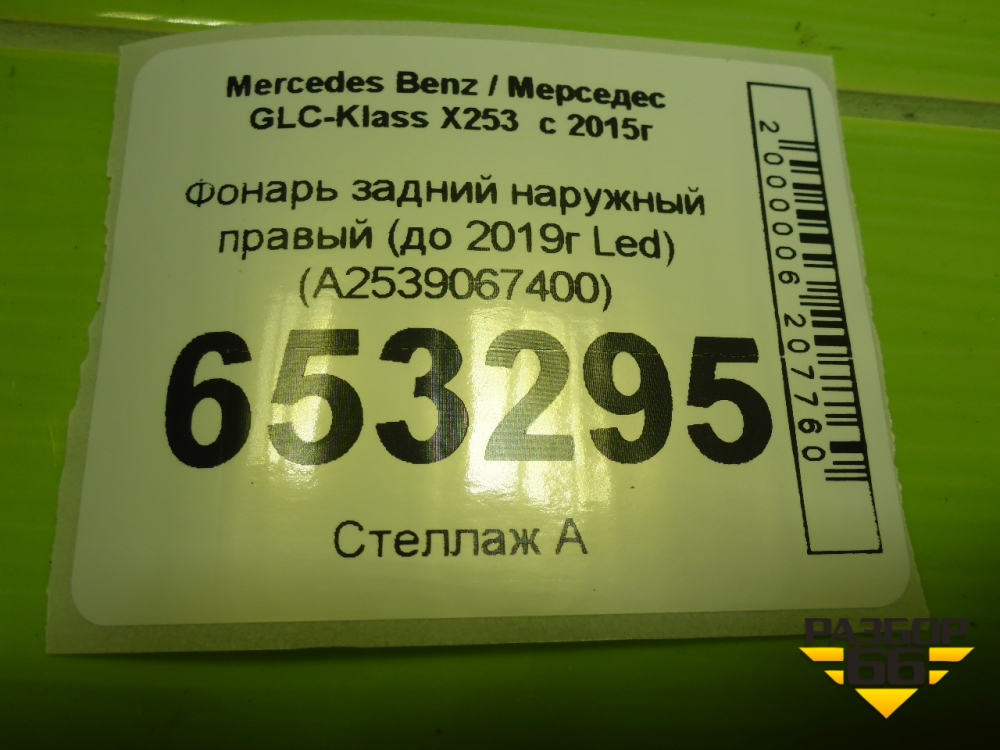 Mercedes Benz / Мерседес
GLC-Klass X253 с 2015г
Фонарь задний наружный
правый (до 2019г Led)
(A2539067400)
653295
Стеллаж А
2000006207760
РАЗБОР
66